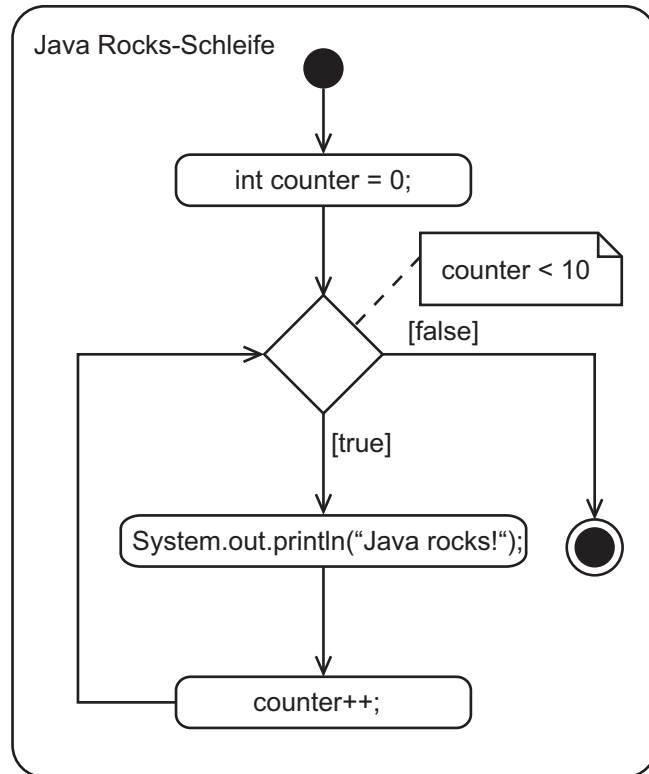 Java Rocks-Schleife
int counter = 0;
counter < 10
[false]
[true]
System.out.println(“Java rocks!“);
counter++;